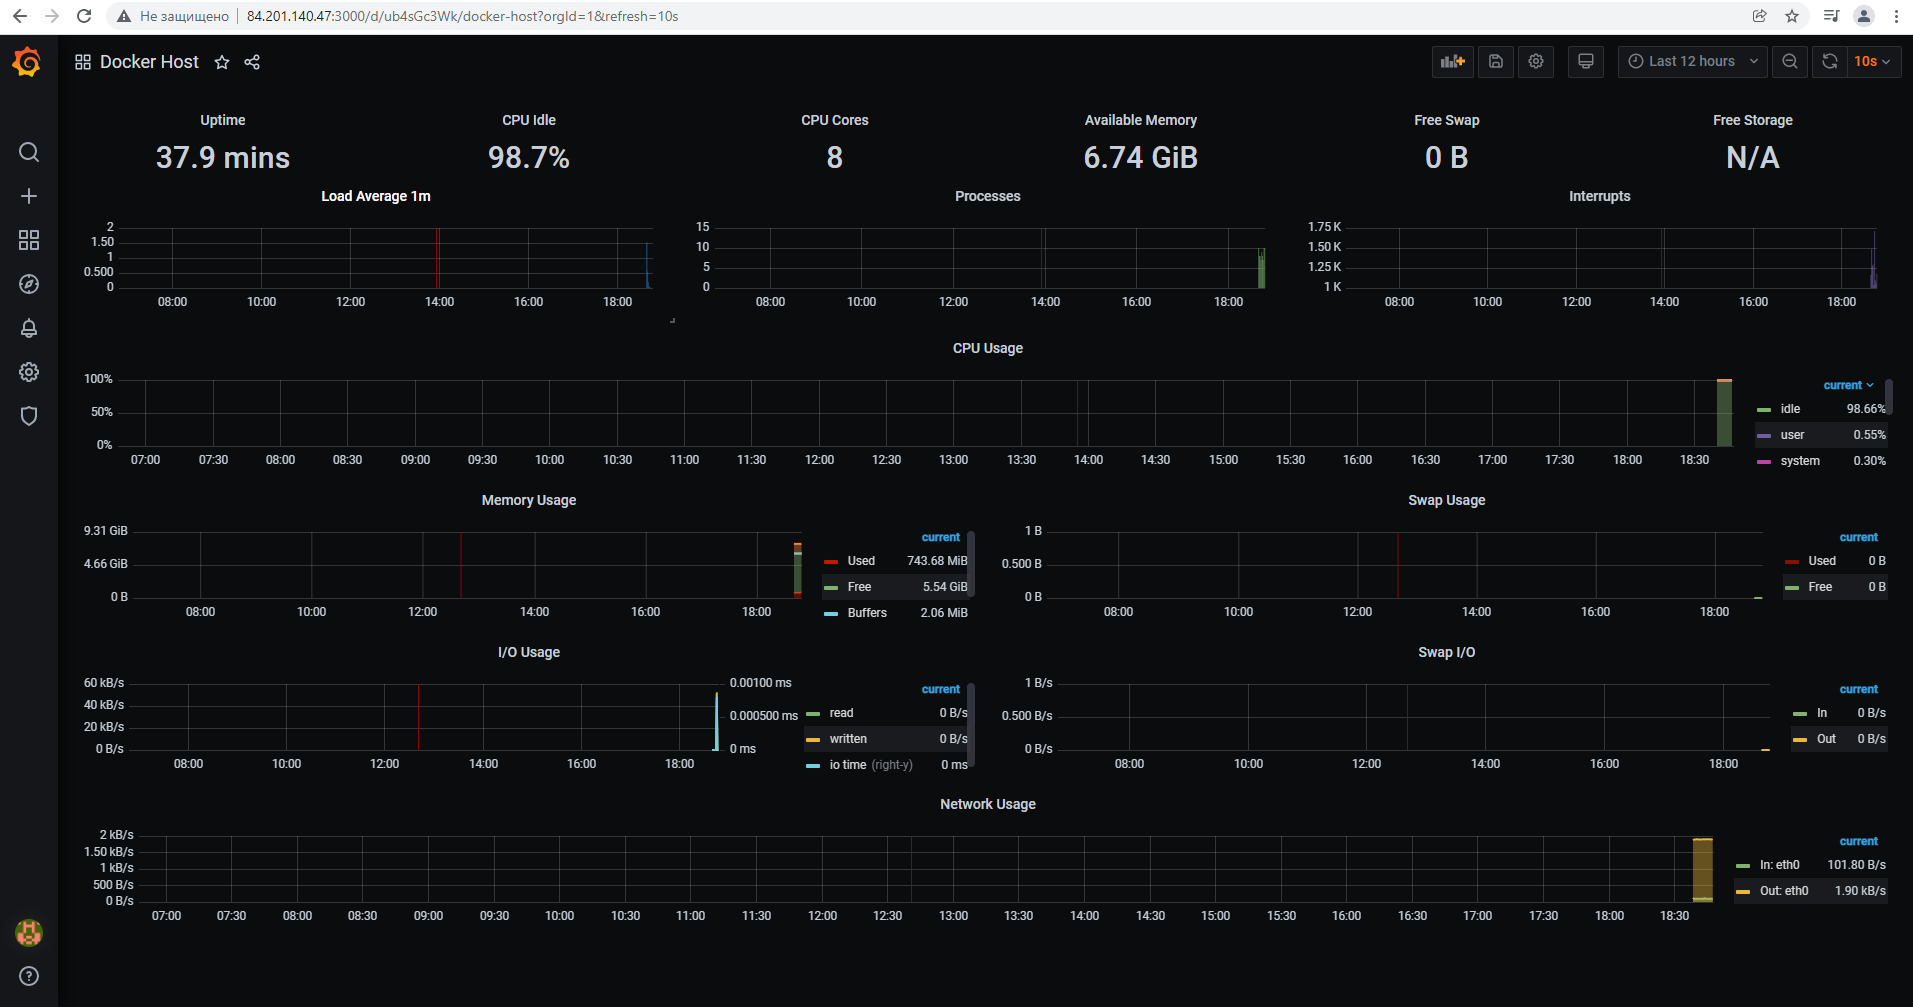 Не защищено 84.201.140.47:3000/d/ub4sGc3Wk/docker-host?orgId=1&refresh=10s
Docker Host Last 12 hours 10s
Uptime CPU Idle CPU Cores Available Memory Free Swap Free Storage
37.9 mins 98.7% 8 6.74 GiB 0 B N/A
Load Average 1m
2
1.50
1
0.500
0
08:00 10:00 12:00 14:00 16:00 18:00
Processes
15
10
5
0
08:00 10:00 12:00 14:00 16:00 18:00
Interrupts
1.75 K
1.50 K
1.25 K
1 K
08:00 10:00 12:00 14:00 16:00 18:00
CPU Usage
100%
50%
0%
07:00 07:30 08:00 08:30 09:00 09:30 10:00 10:30 11:00 11:30 12:00 12:30 13:00 13:30 14:00 14:30 15:00 15:30 16:00 16:30 17:00 17:30 18:00 18:30
current
idle 98.66%
user 0.55%
system 0.30%
Memory Usage
9.31 GiB
4.66 GiB
0 B
08:00 10:00 12:00 14:00 16:00 18:00
current
Used 743.68 MiB
Free 5.54 GiB
Buffers 2.06 MiB
Swap Usage
1 B
0.500 B
0 B
08:00 10:00 12:00 14:00 16:00 18:00
current
Used 0 B
Free 0 B
I/O Usage
60 kB/s
40 kB/s
20 kB/s
0 B/s
08:00 10:00 12:00 14:00 16:00 18:00
0.00100 ms
0.000500 ms
0 ms
current
read 0 B/s
written 0 B/s
io time (right-y) 0 ms
Swap I/O
1 B/s
0.500 B/s
0 B/s
08:00 10:00 12:00 14:00 16:00 18:00
current
In 0 B/s
Out 0 B/s
Network Usage
2 kB/s
1.50 kB/s
1 kB/s
500 B/s
0 B/s
07:00 07:30 08:00 08:30 09:00 09:30 10:00 10:30 11:00 11:30 12:00 12:30 13:00 13:30 14:00 14:30 15:00 15:30 16:00 16:30 17:00 17:30 18:00 18:30
current
In: eth0 101.80 B/s
Out: eth0 1.90 kB/s